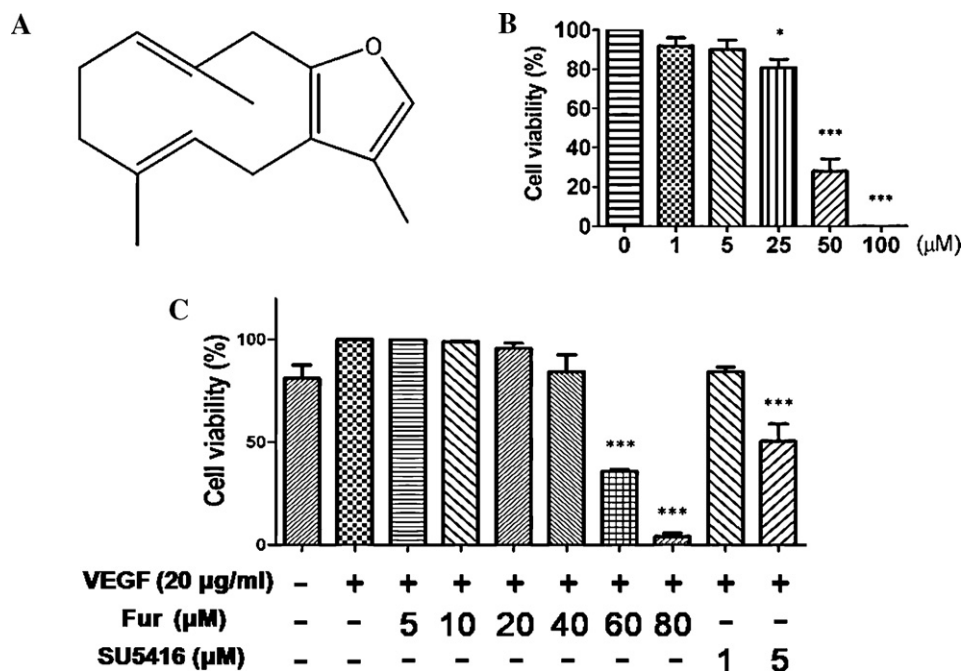 A
O
B
Cell viability (%)
100
80
60
40
20
0
*
***
***
0 1 5 25 50 100 (μM)
C
Cell viability (%)
100
50
0
*** *** ***
VEGF (20 μg/ml) – + + + + + + + + +
Fur (μM) – – 5 10 20 40 60 80 – –
SU5416 (μM) – – – – – – – – 1 5